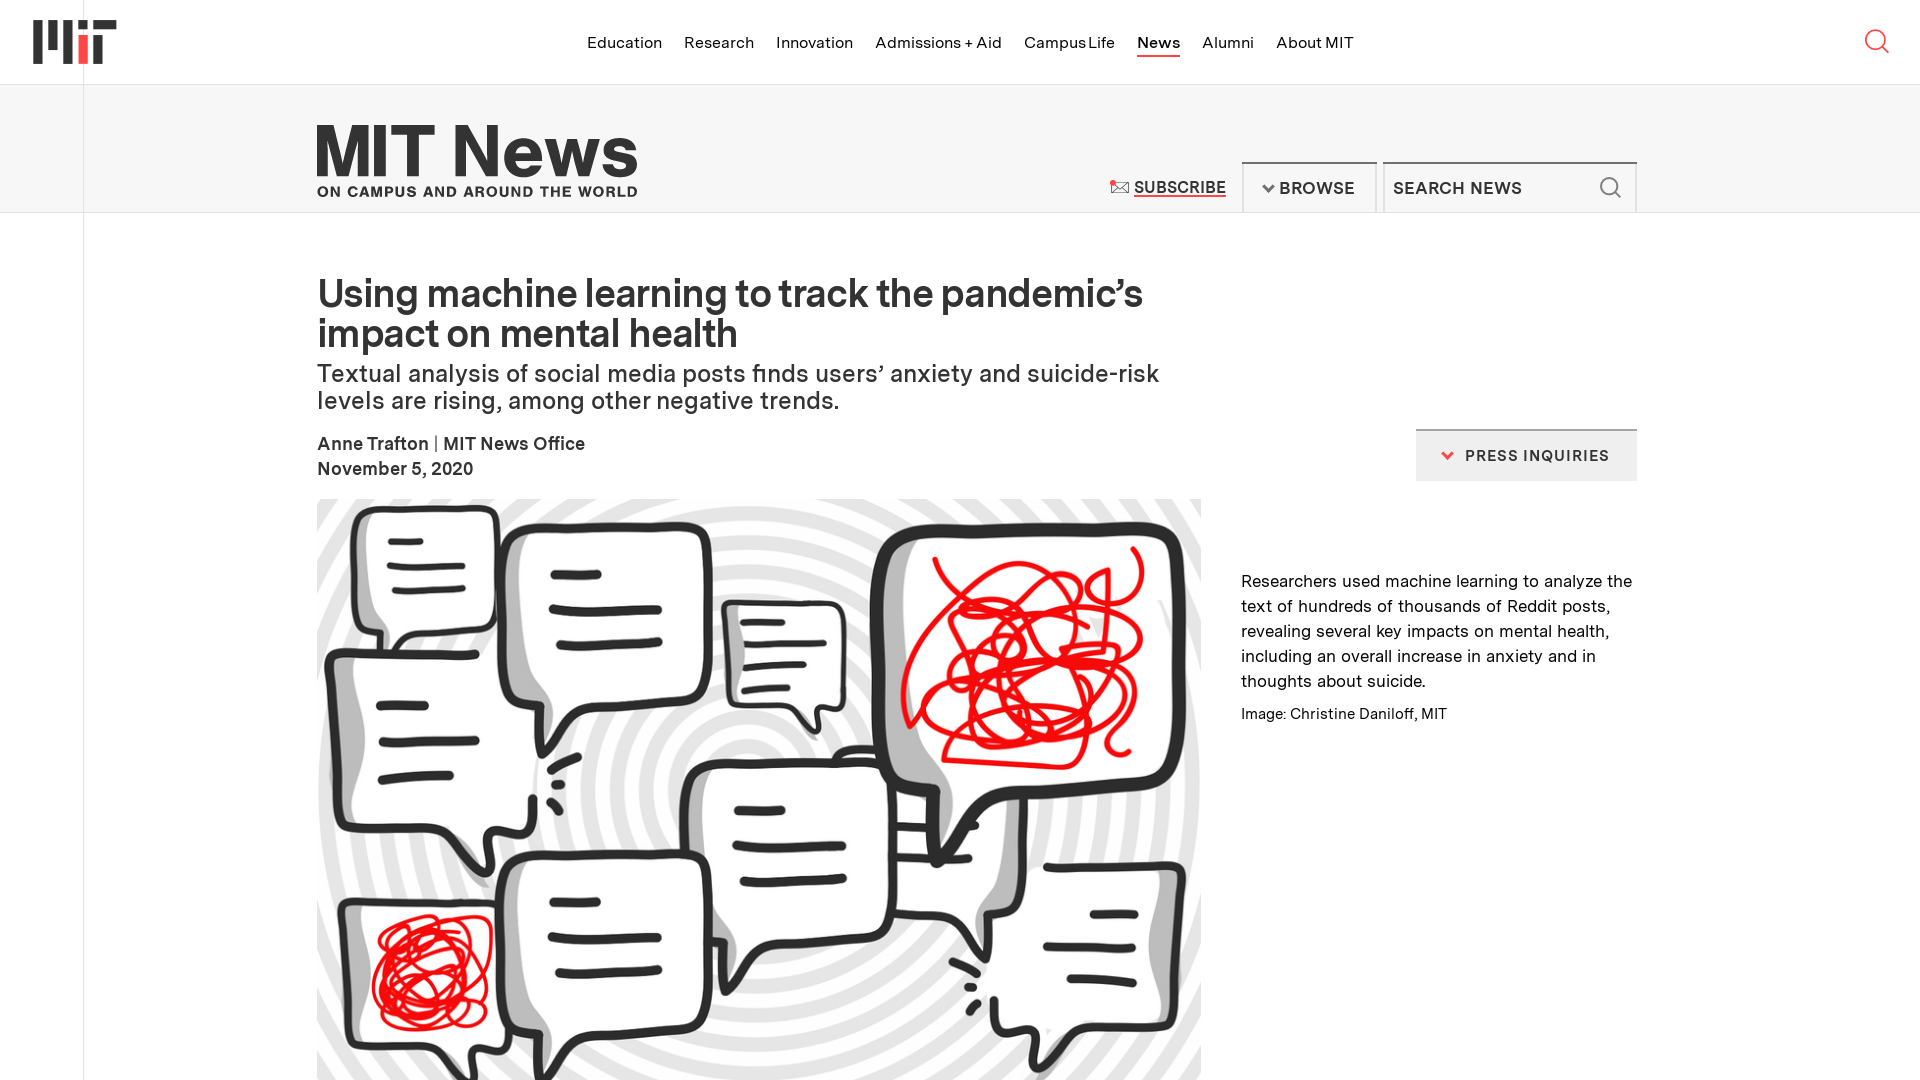 MIT
Education Research Innovation Admissions + Aid Campus Life News Alumni About MIT
MIT News
ON CAMPUS AND AROUND THE WORLD
SUBSCRIBE
BROWSE
SEARCH NEWS
Using machine learning to track the pandemic’s
impact on mental health
Textual analysis of social media posts finds users’ anxiety and suicide-risk
levels are rising, among other negative trends.
Anne Trafton | MIT News Office
November 5, 2020
PRESS INQUIRIES
Researchers used machine learning to analyze the
text of hundreds of thousands of Reddit posts,
revealing several key impacts on mental health,
including an overall increase in anxiety and in
thoughts about suicide.
Image: Christine Daniloff, MIT